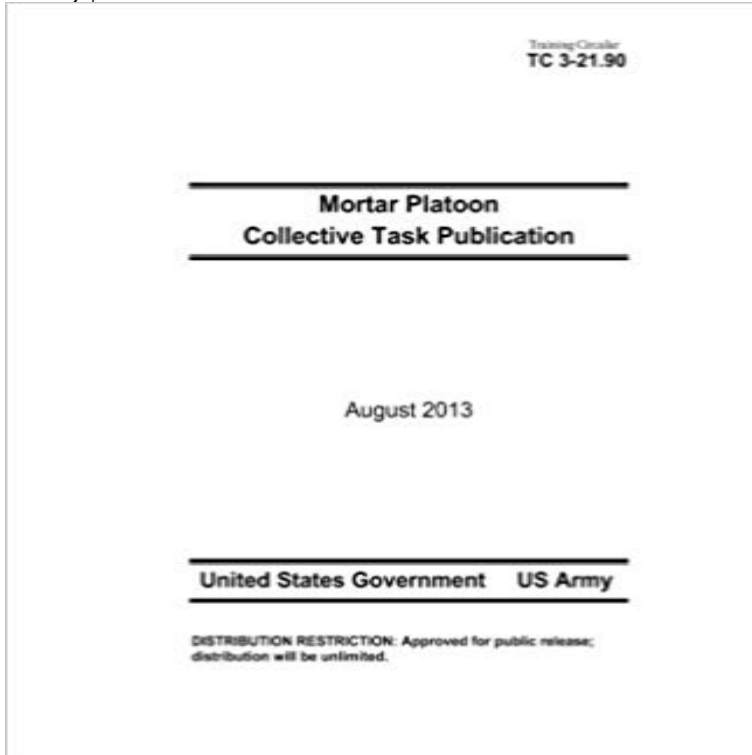 Training Circular
TC 3-21.90
Mortar Platoon
Collective Task Publication
August 2013
United States Government US Army
DISTRIBUTION RESTRICTION: Approved for public release;
distribution will be unlimited.